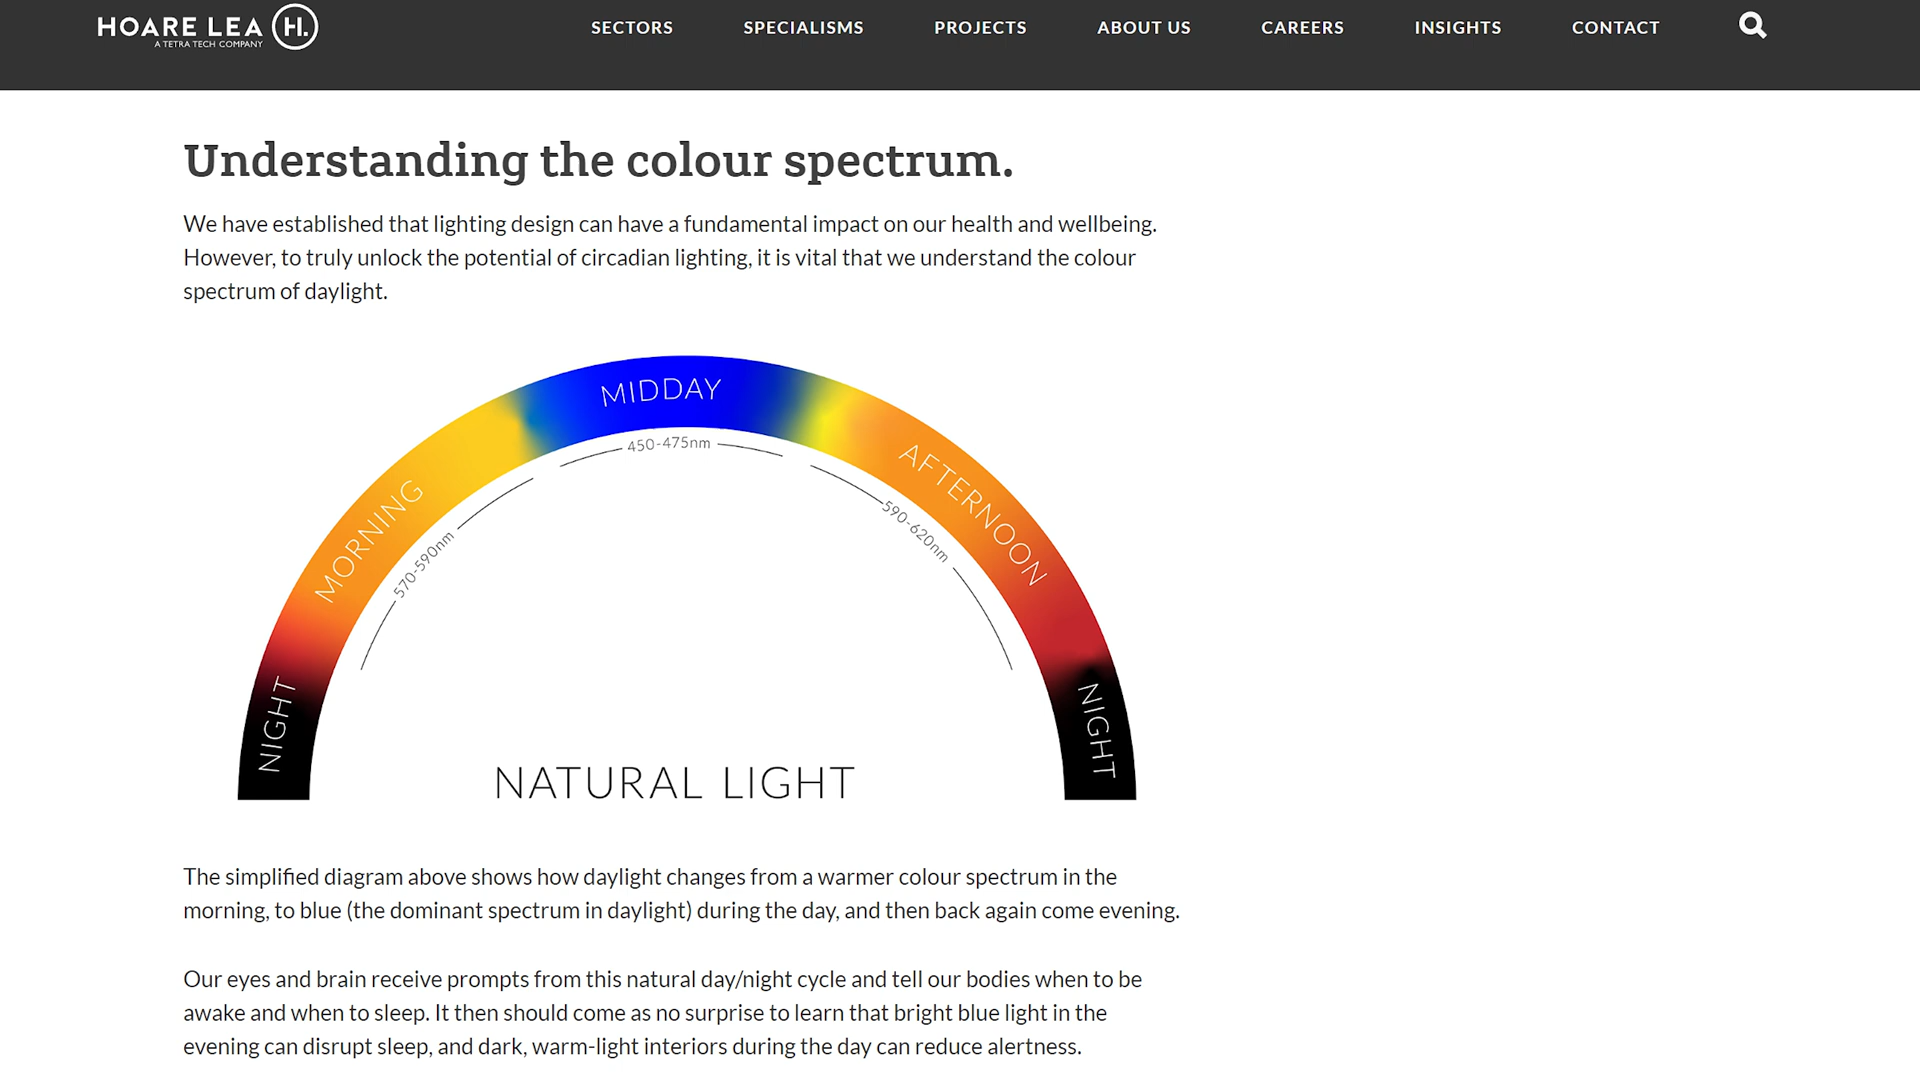 HOARE LEA H.
A TETRA TECH COMPANY
SECTORS SPECIALISMS PROJECTS ABOUT US CAREERS INSIGHTS CONTACT
Understanding the colour spectrum.
We have established that lighting design can have a fundamental impact on our health and wellbeing.
However, to truly unlock the potential of circadian lighting, it is vital that we understand the colour
spectrum of daylight.
NIGHT
MORNING
570-590nm
MIDDAY
450-475nm
AFTERNOON
590-620nm
NIGHT
NATURAL LIGHT
The simplified diagram above shows how daylight changes from a warmer colour spectrum in the
morning, to blue (the dominant spectrum in daylight) during the day, and then back again come evening.
Our eyes and brain receive prompts from this natural day/night cycle and tell our bodies when to be
awake and when to sleep. It then should come as no surprise to learn that bright blue light in the
evening can disrupt sleep, and dark, warm-light interiors during the day can reduce alertness.